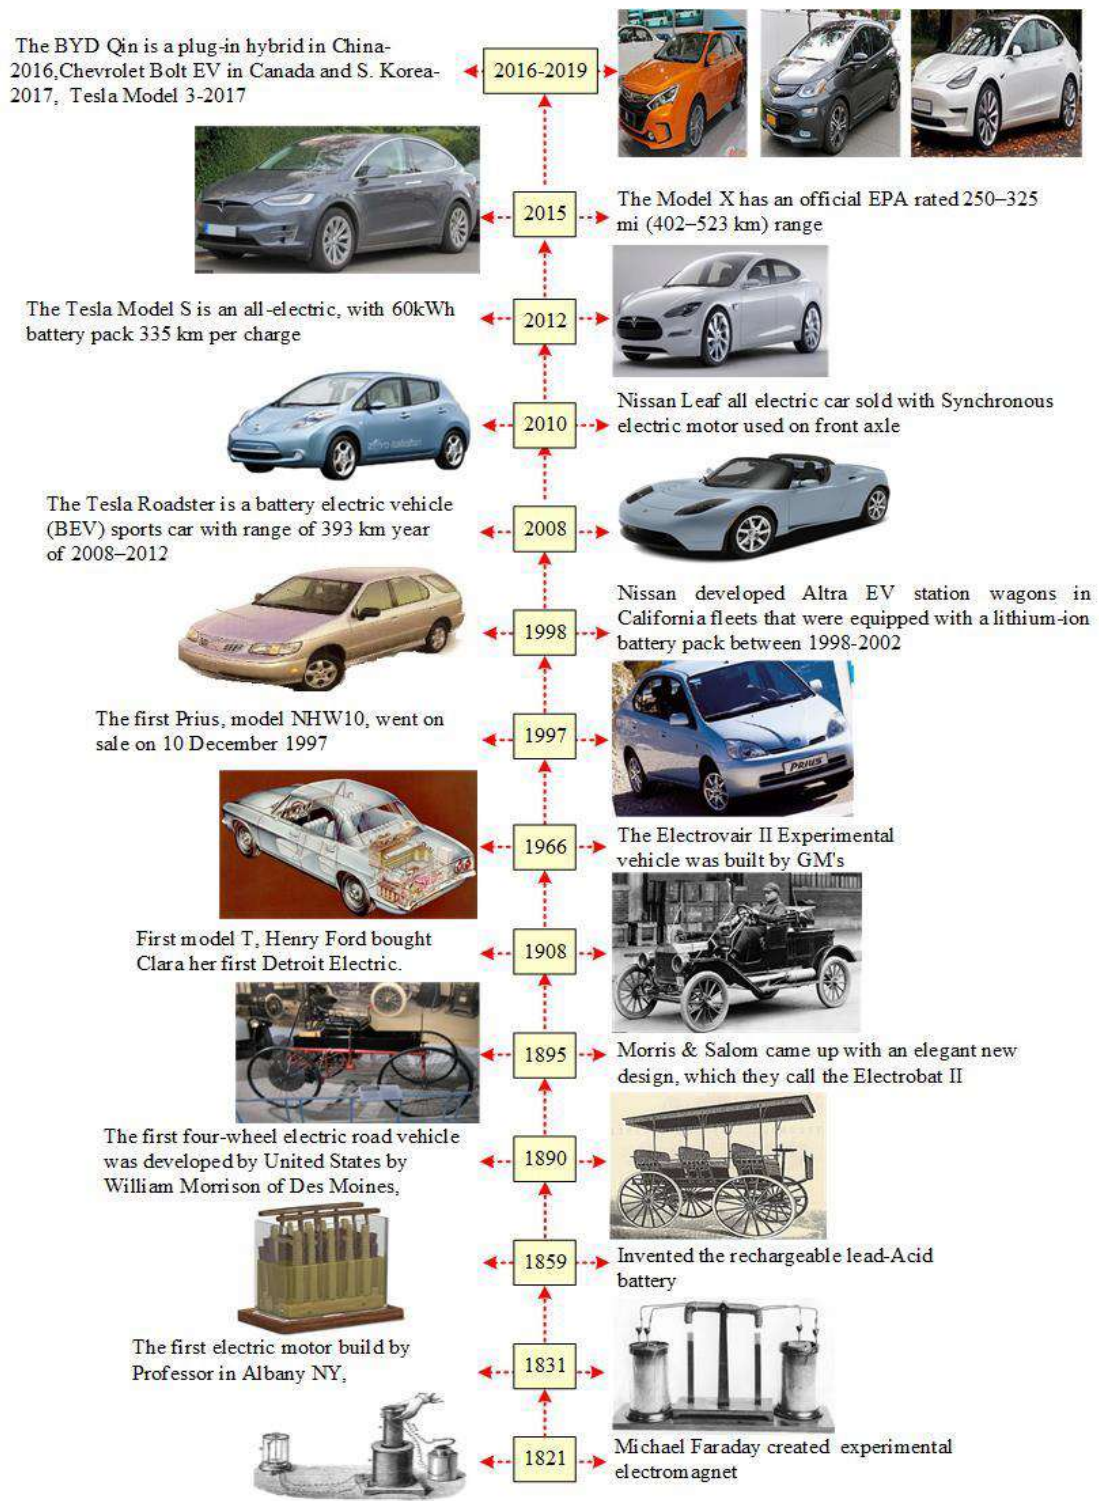 The BYD Qin is a plug-in hybrid in China-
2016,Chevrolet Bolt EV in Canada and S. Korea-
2017, Tesla Model 3-2017
2016-2019
2015
The Model X has an official EPA rated 250–325
mi (402–523 km) range
The Tesla Model S is an all-electric, with 60kWh
battery pack 335 km per charge
2012
zero emission
2010
Nissan Leaf all electric car sold with Synchronous
electric motor used on front axle
The Tesla Roadster is a battery electric vehicle
(BEV) sports car with range of 393 km year
of 2008–2012
2008
1998
Nissan developed Altra EV station wagons in
California fleets that were equipped with a lithium-ion
battery pack between 1998-2002
The first Prius, model NHW10, went on
sale on 10 December 1997
1997
PRIUS
1966
The Electrovair II Experimental
vehicle was built by GM's
First model T, Henry Ford bought
Clara her first Detroit Electric.
1908
1895
Morris & Salom came up with an elegant new
design, which they call the Electrobat II
The first four-wheel electric road vehicle
was developed by United States by
William Morrison of Des Moines,
1890
1859
Invented the rechargeable lead-Acid
battery
The first electric motor build by
Professor in Albany NY,
1831
1821
Michael Faraday created experimental
electromagnet